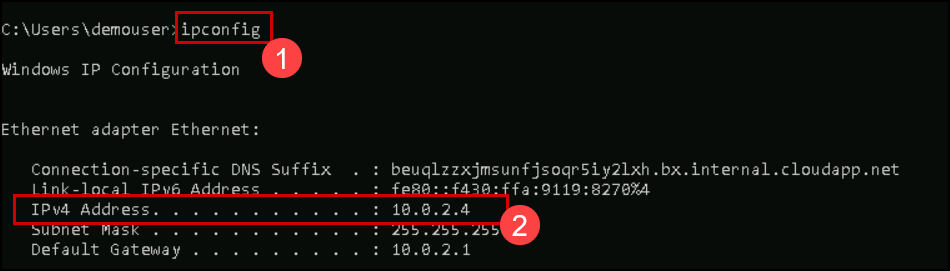 C:\Users\demouser>ipconfig
1
Windows IP Configuration
Ethernet adapter Ethernet:
Connection-specific DNS Suffix . : beuqlzzxjmsunfjsoqr5iy2lxh.bx.internal.cloudapp.net
Link-local IPv6 Address . . . . . : fe80::f430:ffa:9119:8270%4
IPv4 Address. . . . . . . . . . . : 10.0.2.4
2
Subnet Mask . . . . . . . . . . . : 255.255.255
Default Gateway . . . . . . . . . : 10.0.2.1